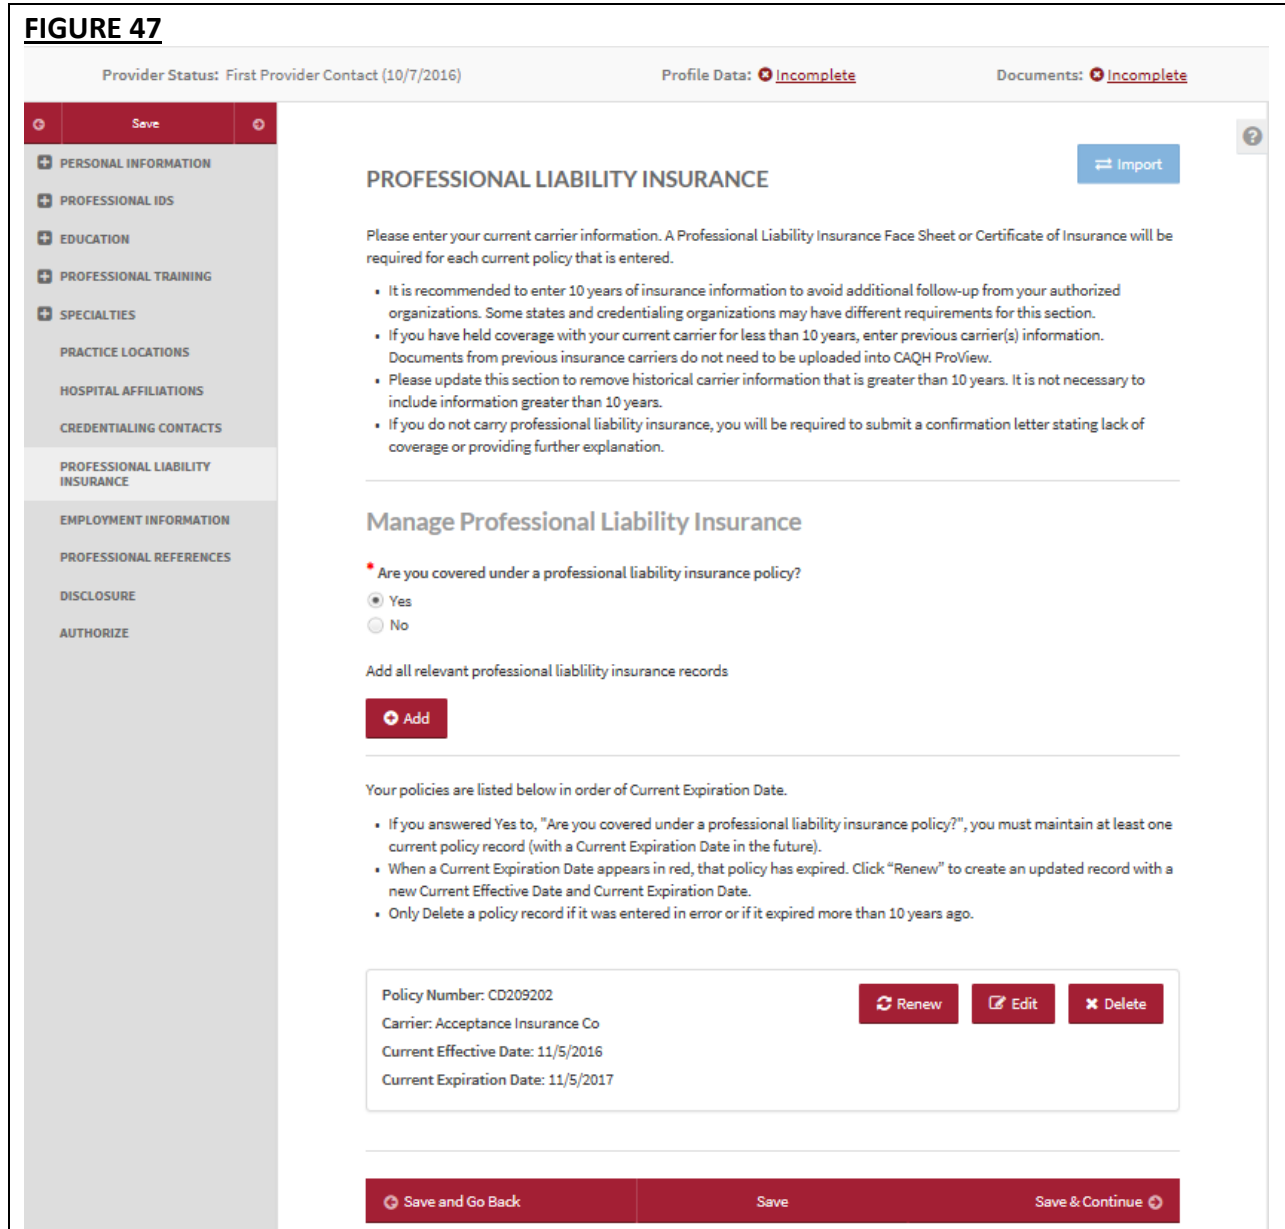 FIGURE 47
Provider Status: First Provider Contact (10/7/2016) Profile Data: Incomplete Documents: Incomplete
Save
PERSONAL INFORMATION
PROFESSIONAL IDS
EDUCATION
PROFESSIONAL TRAINING
SPECIALTIES
PRACTICE LOCATIONS
HOSPITAL AFFILIATIONS
CREDENTIALING CONTACTS
PROFESSIONAL LIABILITY
INSURANCE
EMPLOYMENT INFORMATION
PROFESSIONAL REFERENCES
DISCLOSURE
AUTHORIZE
?
Import
PROFESSIONAL LIABILITY INSURANCE
Please enter your current carrier information. A Professional Liability Insurance Face Sheet or Certificate of Insurance will be
required for each current policy that is entered.
• It is recommended to enter 10 years of insurance information to avoid additional follow-up from your authorized
organizations. Some states and credentialing organizations may have different requirements for this section.
• If you have held coverage with your current carrier for less than 10 years, enter previous carrier(s) information.
Documents from previous insurance carriers do not need to be uploaded into CAQH ProView.
• Please update this section to remove historical carrier information that is greater than 10 years. It is not necessary to
include information greater than 10 years.
• If you do not carry professional liability insurance, you will be required to submit a confirmation letter stating lack of
coverage or providing further explanation.
Manage Professional Liability Insurance
* Are you covered under a professional liability insurance policy?
Yes
No
Add all relevant professional liablility insurance records
Add
Your policies are listed below in order of Current Expiration Date.
• If you answered Yes to, "Are you covered under a professional liability insurance policy?", you must maintain at least one
current policy record (with a Current Expiration Date in the future).
• When a Current Expiration Date appears in red, that policy has expired. Click “Renew” to create an updated record with a
new Current Effective Date and Current Expiration Date.
• Only Delete a policy record if it was entered in error or if it expired more than 10 years ago.
Policy Number: CD209202
Carrier: Acceptance Insurance Co
Current Effective Date: 11/5/2016
Current Expiration Date: 11/5/2017
Renew Edit Delete
Save and Go Back Save Save & Continue